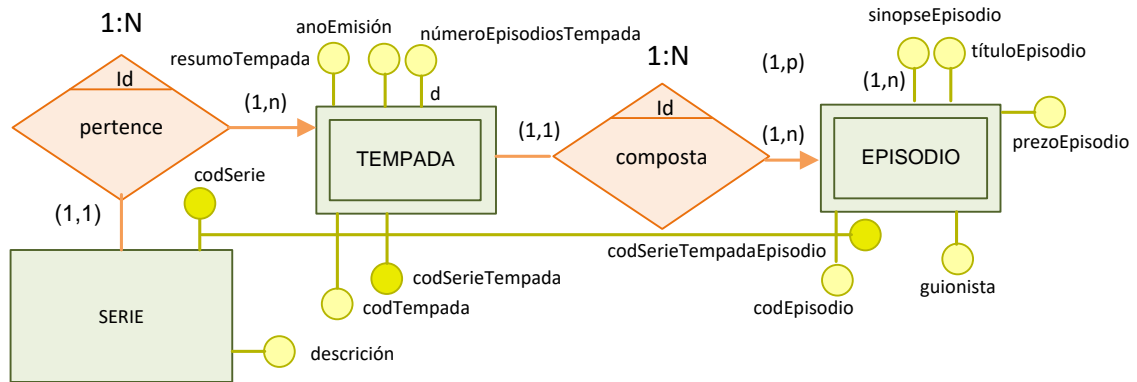 1:N
anoEmisión
númeroEpisodiosTempada
resumoTempada
d
1:N
(1,p)
sinopseEpisodio
títuloEpisodio
(1,n)
Id
pertence
(1,n)
TEMPADA
(1,1)
Id
composta
(1,n)
EPISODIO
prezoEpisodio
(1,1)
codSerie
codSerieTempadaEpisodio
codSerieTempada
codTempada
codEpisodio
guionista
SERIE
descrición